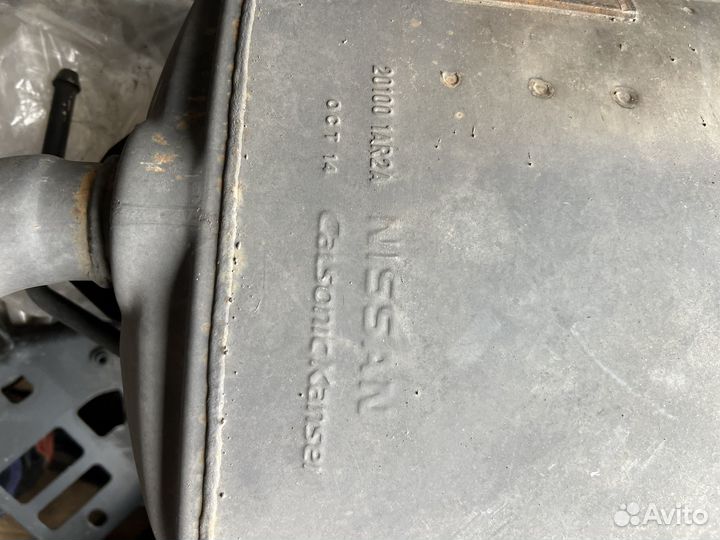 20100 1AR2A
OCT 14
NISSAN
CalsonicKansei
Avito